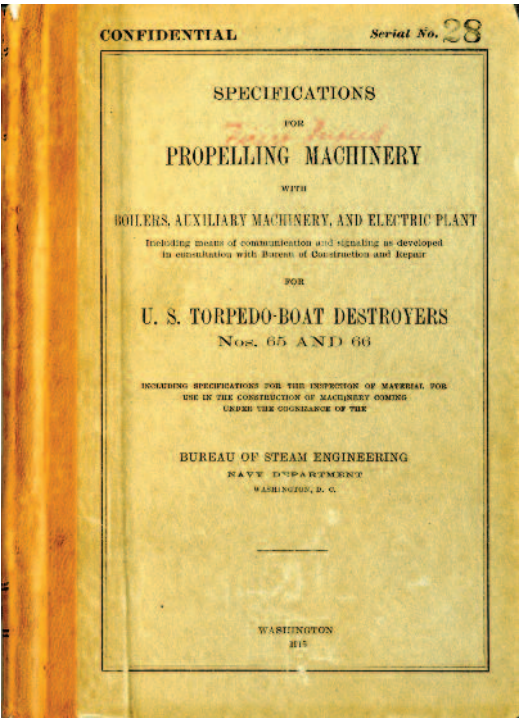 CONFIDENTIAL
Serial No. 28
SPECIFICATIONS
FOR
PROPELLING MACHINERY
WITH
BOILERS, AUXILIARY MACHINERY, AND ELECTRIC PLANT
Including means of communication and signaling as developed
in consultation with Bureau of Construction and Repair
FOR
U. S. TORPEDO-BOAT DESTROYERS
Nos. 65 AND 66
INCLUDING SPECIFICATIONS FOR THE INSPECTION OF MATERIAL FOR
USE IN THE CONSTRUCTION OF MACHINERY COMING
UNDER THE COGNIZANCE OF THE
BUREAU OF STEAM ENGINEERING
NAVY DEPARTMENT
WASHINGTON, D. C.
WASHINGTON